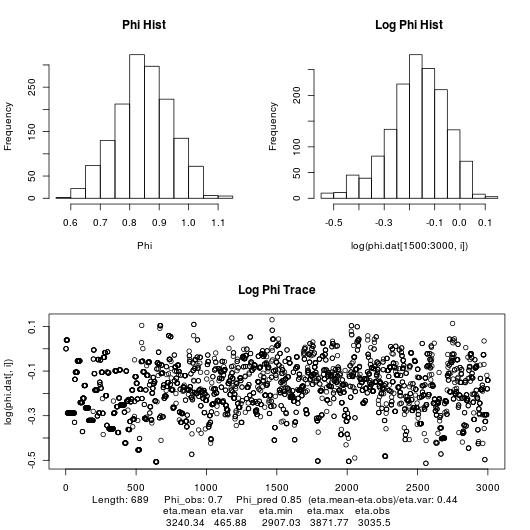 Phi Hist
Log Phi Hist
Frequency
0 50 150 250
0.6 0.7 0.8 0.9 1.0 1.1
Phi
Frequency
0 50 100 200
-0.5 -0.3 -0.1 0.0 0.1
log(phi.dat[1500:3000, i])
Log Phi Trace
log(phi.dat[, i])
-0.5 -0.3 -0.1 0.1
0 500 1000 1500 2000 2500 3000
Length: 689 Phi_obs: 0.7 Phi_pred 0.85 (eta.mean-eta.obs)/eta.var: 0.44
eta.mean eta.var eta.min eta.max eta.obs
3240.34 465.88 2907.03 3871.77 3035.5